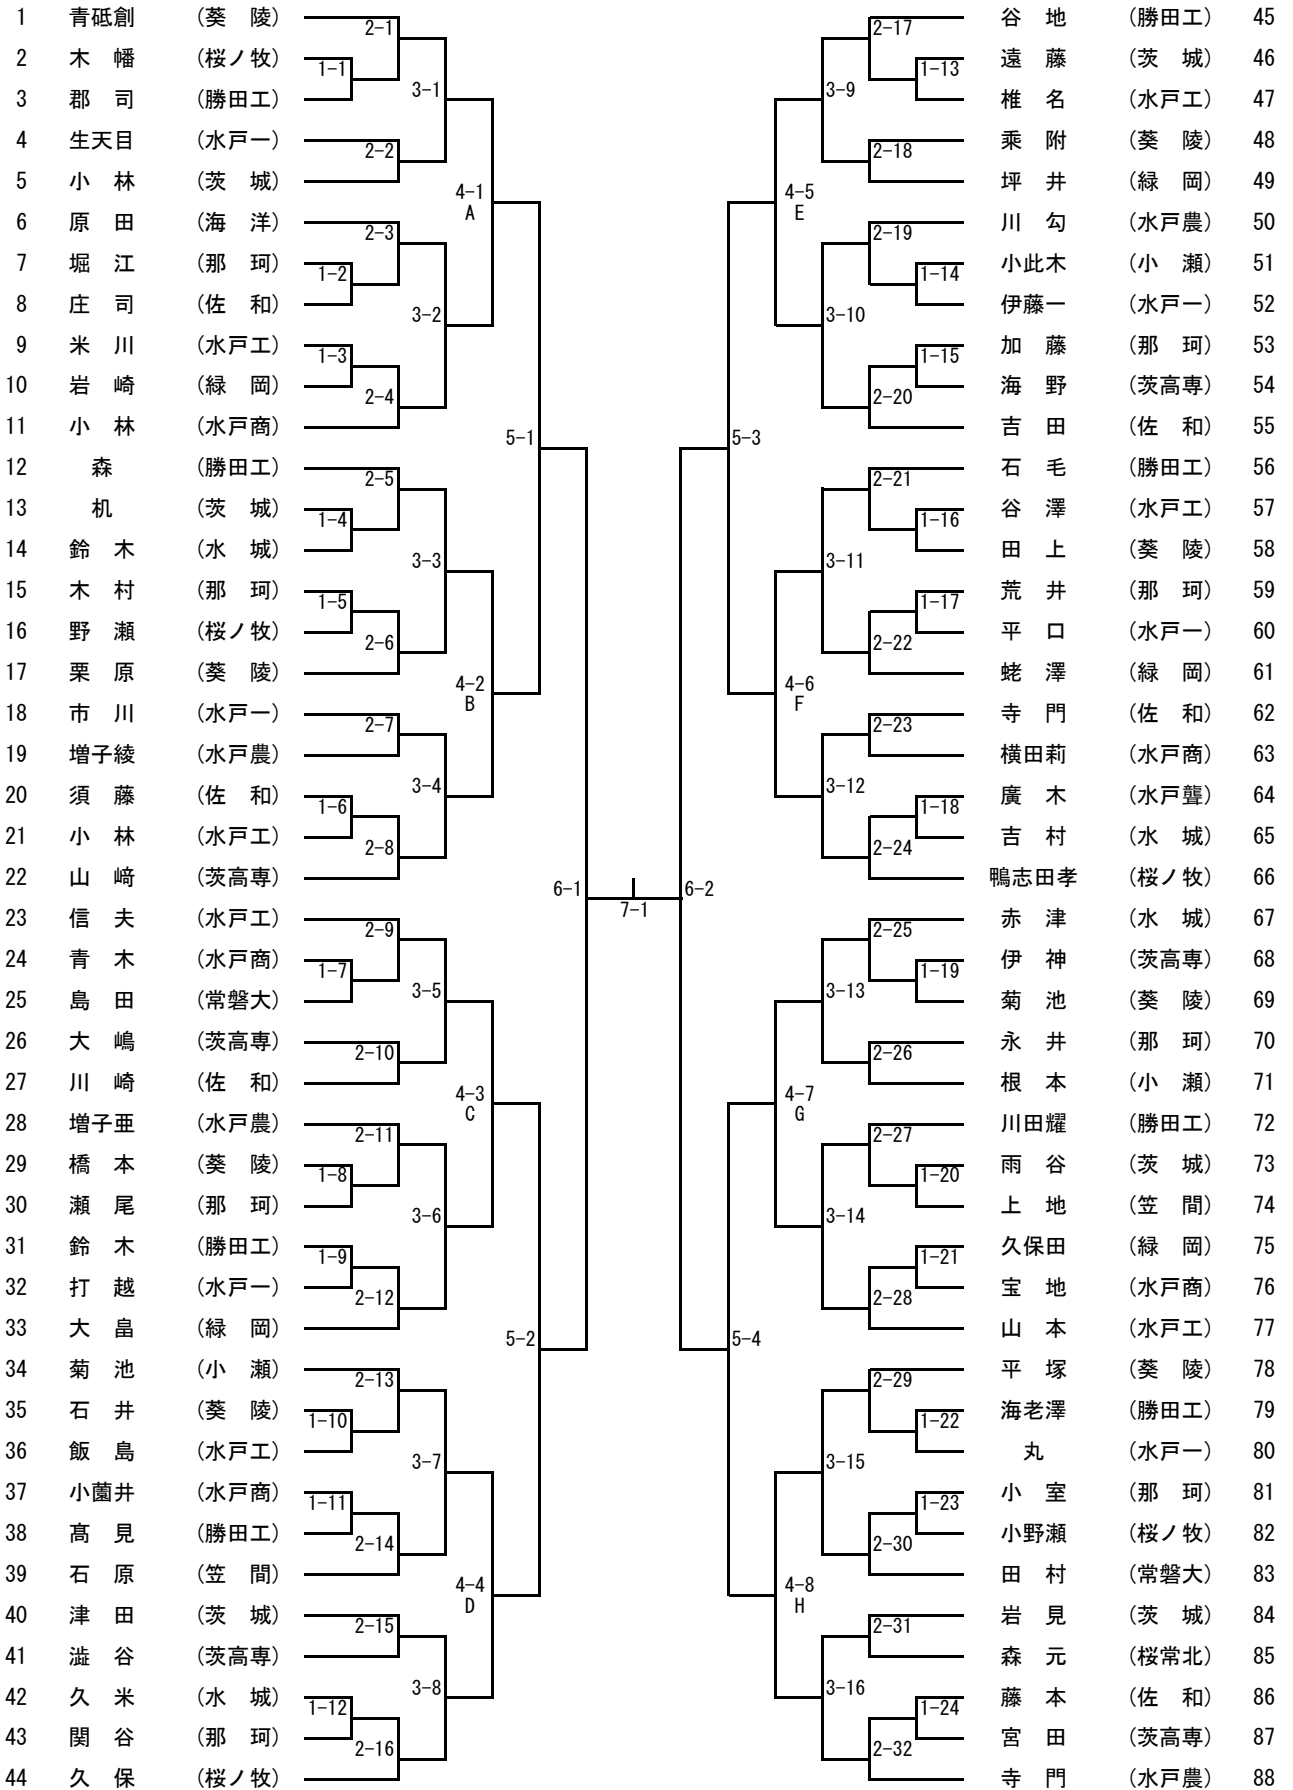 1 青砥創 （葵　陵） 2-1 2-17 谷　地 （勝田工） 45
2 木　幡 （桜ノ牧） 1-1 1-13 遠　藤 （茨　城） 46
3-1 3-9
3 郡　司 （勝田工） 椎　名 （水戸工） 47
4 生天目 （水戸一） 2-2 2-18 乗　附 （葵　陵） 48
5 小　林 （茨　城） 坪　井 （緑　岡） 49
4-1 4-5
A E
6 原　田 （海　洋） 2-3 2-19 川　勾 （水戸農） 50
7 堀　江 （那　珂） 1-2 1-14 小此木 （小　瀬） 51
8 庄　司 （佐　和） 伊藤一 （水戸一） 52
3-2 3-10
9 米　川 （水戸工） 1-3 1-15 加　藤 （那　珂） 53
10 岩　崎 （緑　岡） 海　野 （茨高専） 54
2-4 2-20
11 小　林 （水戸商） 吉　田 （佐　和） 55
5-1 5-3
12 森 （勝田工） 2-5 2-21 石　毛 （勝田工） 56
13 机 （茨　城） 1-4 1-16 谷　澤 （水戸工） 57
14 鈴　木 （水　城） 田　上 （葵　陵） 58
3-3 3-11
15 木　村 （那　珂） 1-5 1-17 荒　井 （那　珂） 59
16 野　瀬 （桜ノ牧） 平　口 （水戸一） 60
2-6 2-22
17 栗　原 （葵　陵） 蛯　澤 （緑　岡） 61
4-2 4-6
B F
18 市　川 （水戸一） 2-7 2-23 寺　門 （佐　和） 62
19 増子綾 （水戸農） 横田莉 （水戸商） 63
3-4 3-12
20 須　藤 （佐　和） 1-6 1-18 廣　木 （水戸聾） 64
21 小　林 （水戸工） 吉　村 （水　城） 65
2-8 2-24
22 山　﨑 （茨高専） 鴨志田孝 （桜ノ牧） 66
6-1 7-1 6-2
23 信　夫 （水戸工） 2-9 2-25 赤　津 （水　城） 67
24 青　木 （水戸商） 1-7 1-19 伊　神 （茨高専） 68
3-5 3-13
25 島　田 （常磐大） 菊　池 （葵　陵） 69
26 大　嶋 （茨高専） 2-10 2-26 永　井 （那　珂） 70
27 川　崎 （佐　和） 根　本 （小　瀬） 71
4-3 4-7
C G
28 増子亜 （水戸農） 2-11 2-27 川田耀 （勝田工） 72
29 橋　本 （葵　陵） 1-8 1-20 雨　谷 （茨　城） 73
30 瀬　尾 （那　珂） 上　地 （笠　間） 74
3-6 3-14
31 鈴　木 （勝田工） 1-9 1-21 久保田 （緑　岡） 75
32 打　越 （水戸一） 宝　地 （水戸商） 76
2-12 2-28
33 大　畠 （緑　岡） 山　本 （水戸工） 77
5-2 5-4
34 菊　池 （小　瀬） 2-13 2-29 平　塚 （葵　陵） 78
35 石　井 （葵　陵） 1-10 1-22 海老澤 （勝田工） 79
36 飯　島 （水戸工） 丸 （水戸一） 80
3-7 3-15
37 小薗井 （水戸商） 1-11 1-23 小　室 （那　珂） 81
38 髙　見 （勝田工） 小野瀬 （桜ノ牧） 82
2-14 2-30
39 石　原 （笠　間） 田　村 （常磐大） 83
4-4 4-8
D H
40 津　田 （茨　城） 2-15 2-31 岩　見 （茨　城） 84
41 澁　谷 （茨高専） 森　元 （桜常北） 85
3-8 3-16
42 久　米 （水　城） 1-12 1-24 藤　本 （佐　和） 86
43 関　谷 （那　珂） 宮　田 （茨高専） 87
2-16 2-32
44 久　保 （桜ノ牧） 寺　門 （水戸農） 88